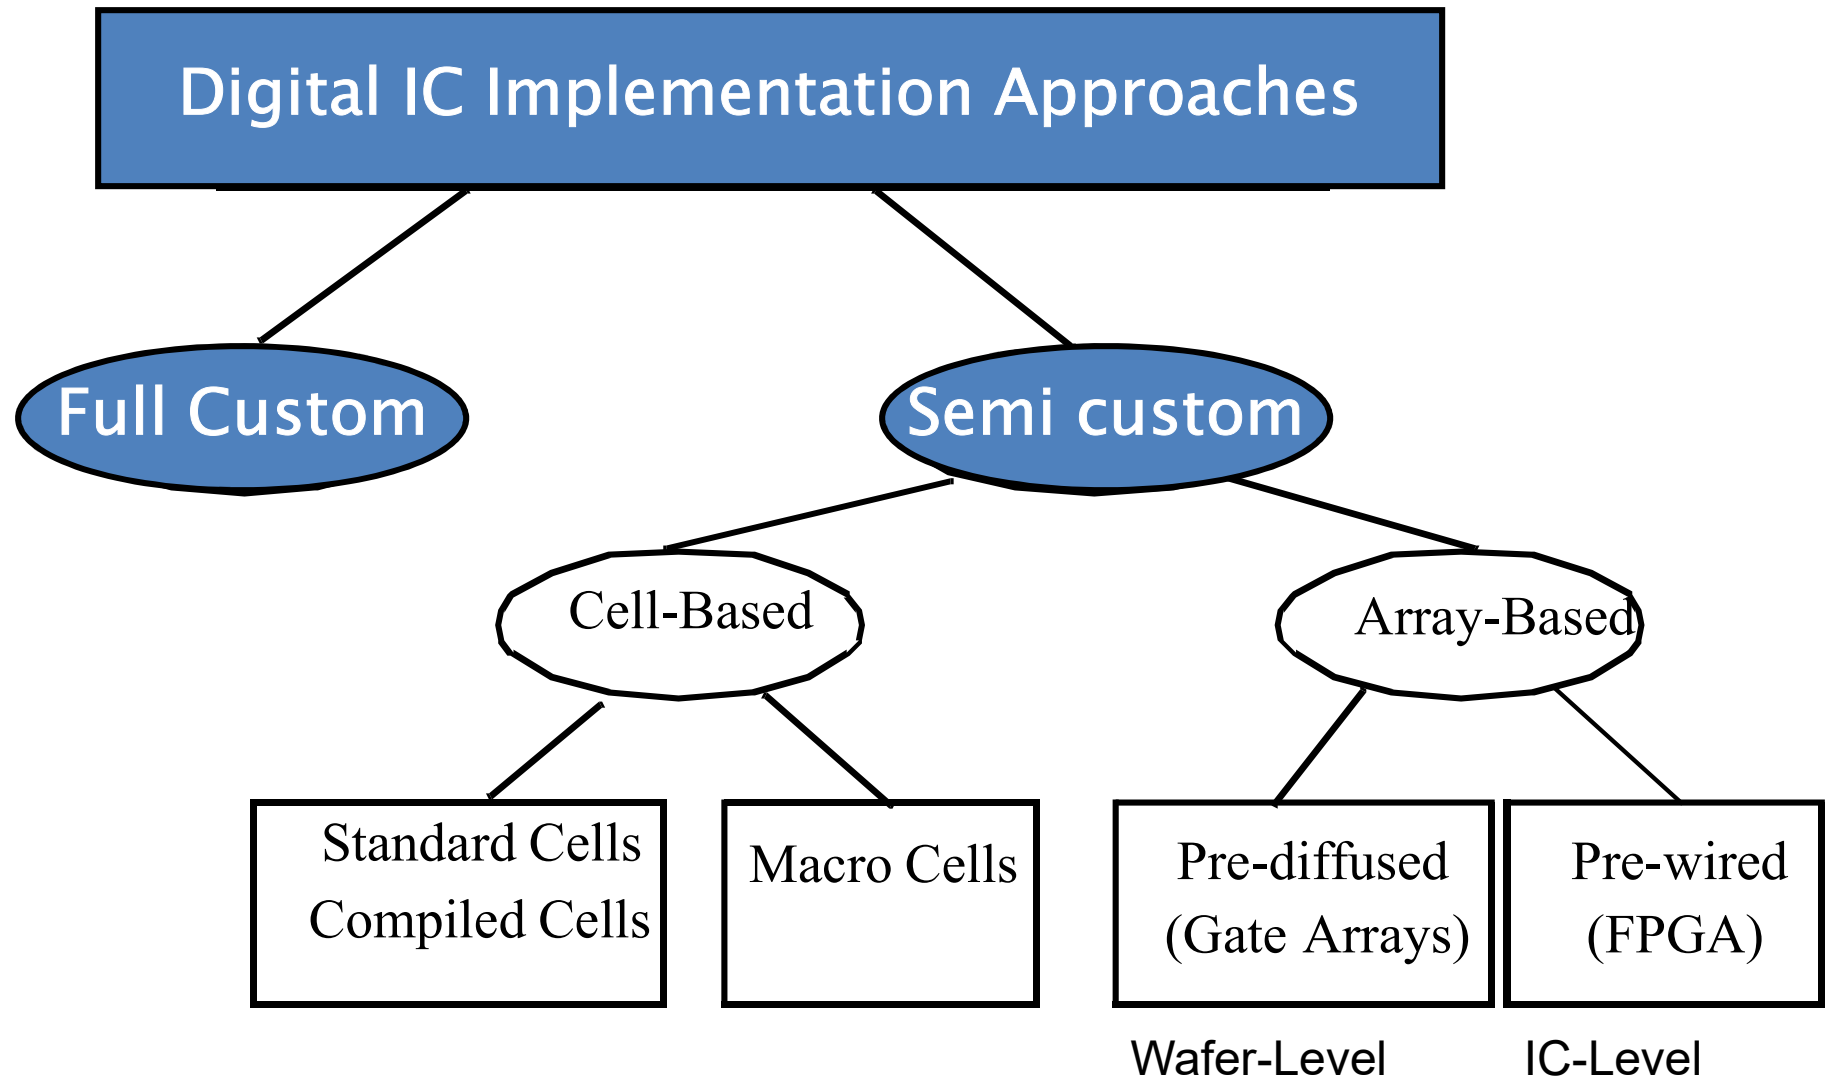 Digital IC Implementation Approaches
Full Custom
Semi custom
Cell-Based
Array-Based
Standard Cells
Compiled Cells
Macro Cells
Pre-diffused
(Gate Arrays)
Pre-wired
(FPGA)
Wafer-Level
IC-Level